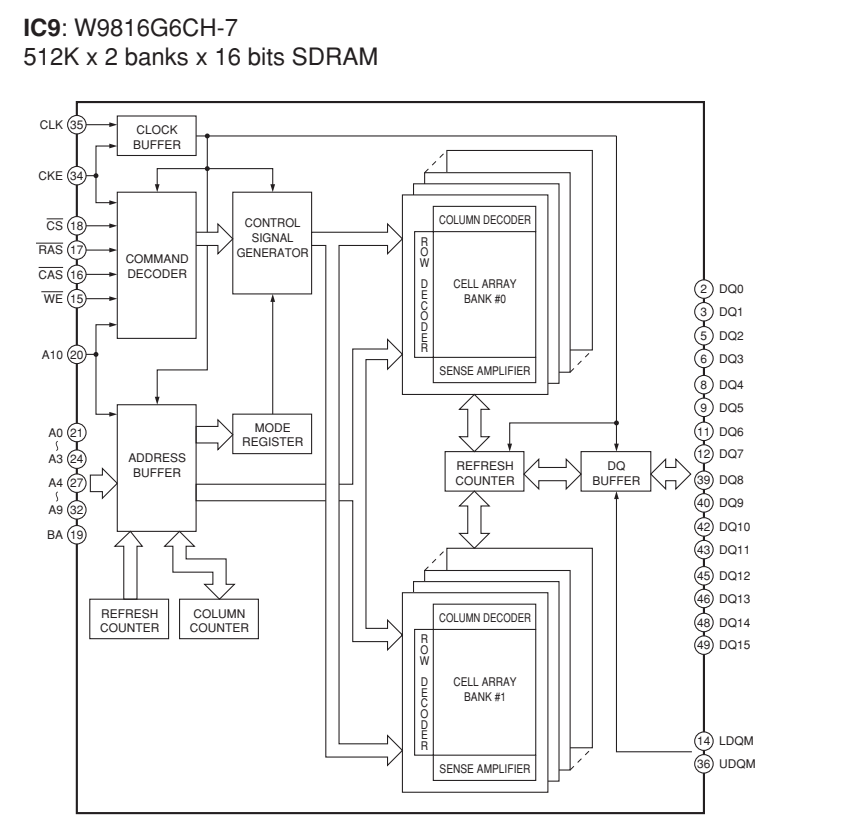 IC9: W9816G6CH-7
512K x 2 banks x 16 bits SDRAM
CLK 35
CLOCK
BUFFER
CKE 34
CS 18
RAS 17
CAS 16
WE 15
COMMAND
DECODER
CONTROL
SIGNAL
GENERATOR
A10 20
COLUMN DECODER
ROW DECODER
CELL ARRAY
BANK #0
SENSE AMPLIFIER
A0 21
~
A3 24
A4 27
~
A9 32
BA 19
ADDRESS
BUFFER
MODE
REGISTER
REFRESH
COUNTER
DQ
BUFFER
REFRESH
COUNTER
COLUMN
COUNTER
COLUMN DECODER
ROW DECODER
CELL ARRAY
BANK #1
SENSE AMPLIFIER
2 DQ0
3 DQ1
5 DQ2
6 DQ3
8 DQ4
9 DQ5
11 DQ6
12 DQ7
39 DQ8
40 DQ9
42 DQ10
43 DQ11
45 DQ12
46 DQ13
48 DQ14
49 DQ15
14 LDQM
36 UDQM